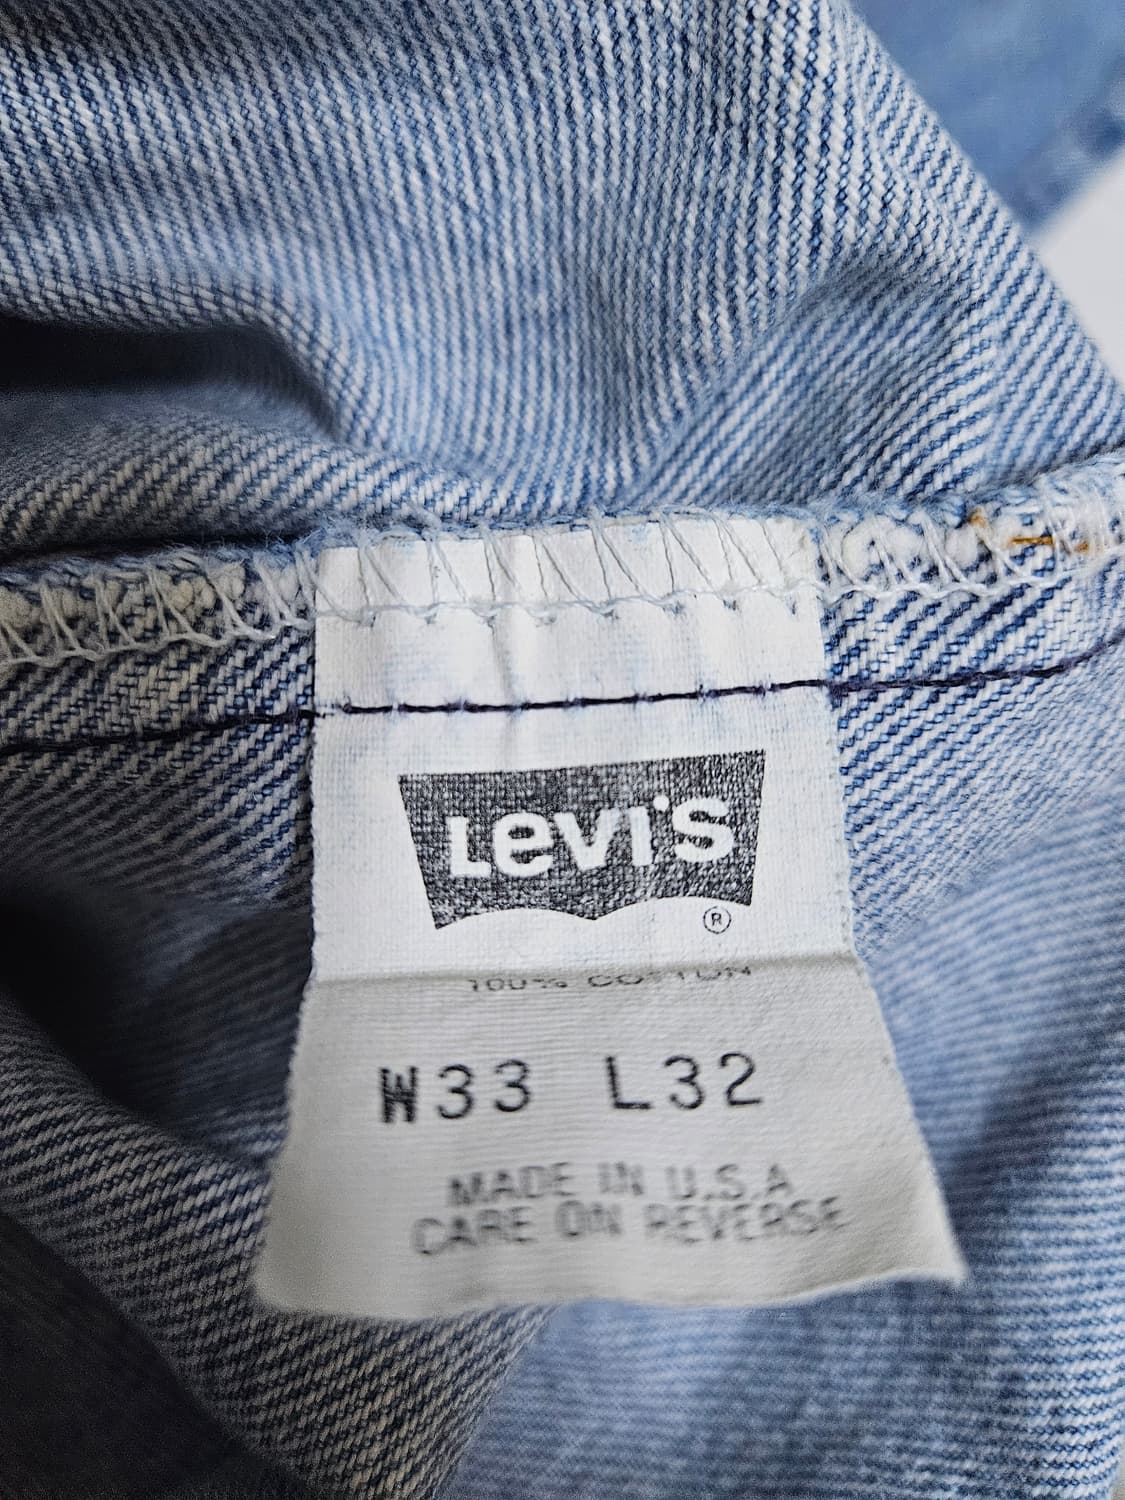 Levi's
®
100% COTTON
W33 L32
MADE IN U.S.A
CARE ON REVERSE